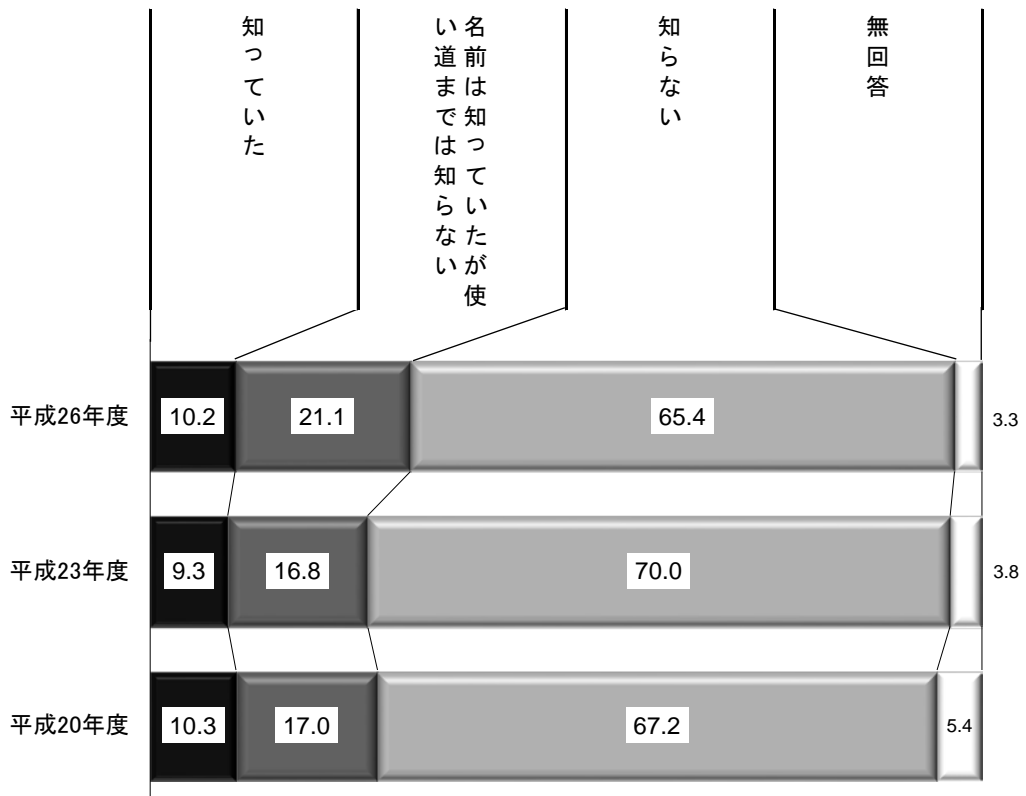 知っていた
名前は知っていたが使
い道までは知らない
知らない
無回答
平成26年度 10.2 21.1 65.4 3.3
平成23年度 9.3 16.8 70.0 3.8
平成20年度 10.3 17.0 67.2 5.4